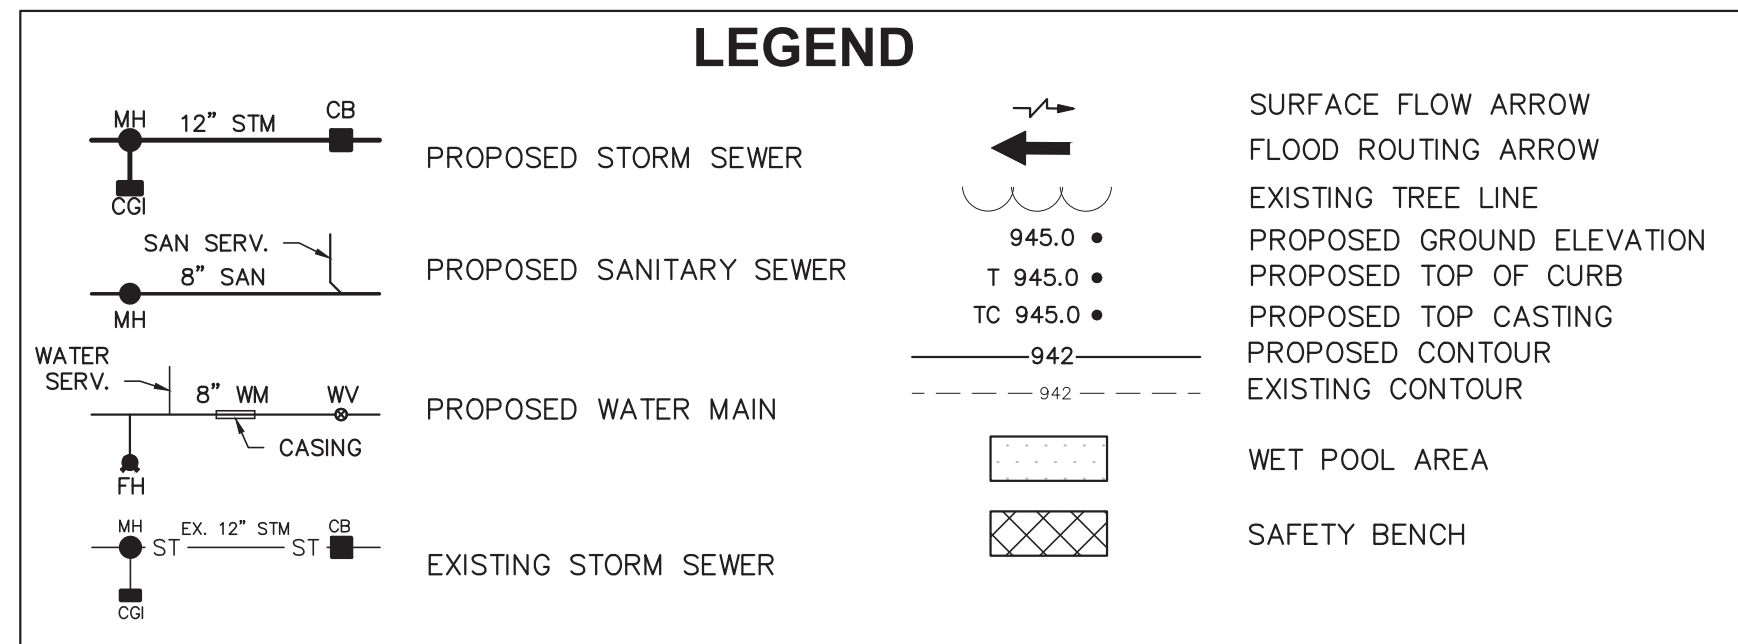 LEGEND
MH
12” STM
CB
CGI
PROPOSED STORM SEWER
SAN SERV.
8” SAN
MH
PROPOSED SANITARY SEWER
WATER
SERV.
8” WM
WV
CASING
FH
PROPOSED WATER MAIN
MH
EX. 12” STM
CB
ST
ST
CGI
EXISTING STORM SEWER
SURFACE FLOW ARROW
FLOOD ROUTING ARROW
EXISTING TREE LINE
945.0 PROPOSED GROUND ELEVATION
T 945.0 PROPOSED TOP OF CURB
TC 945.0 PROPOSED TOP CASTING
942 PROPOSED CONTOUR
942 EXISTING CONTOUR
WET POOL AREA
SAFETY BENCH